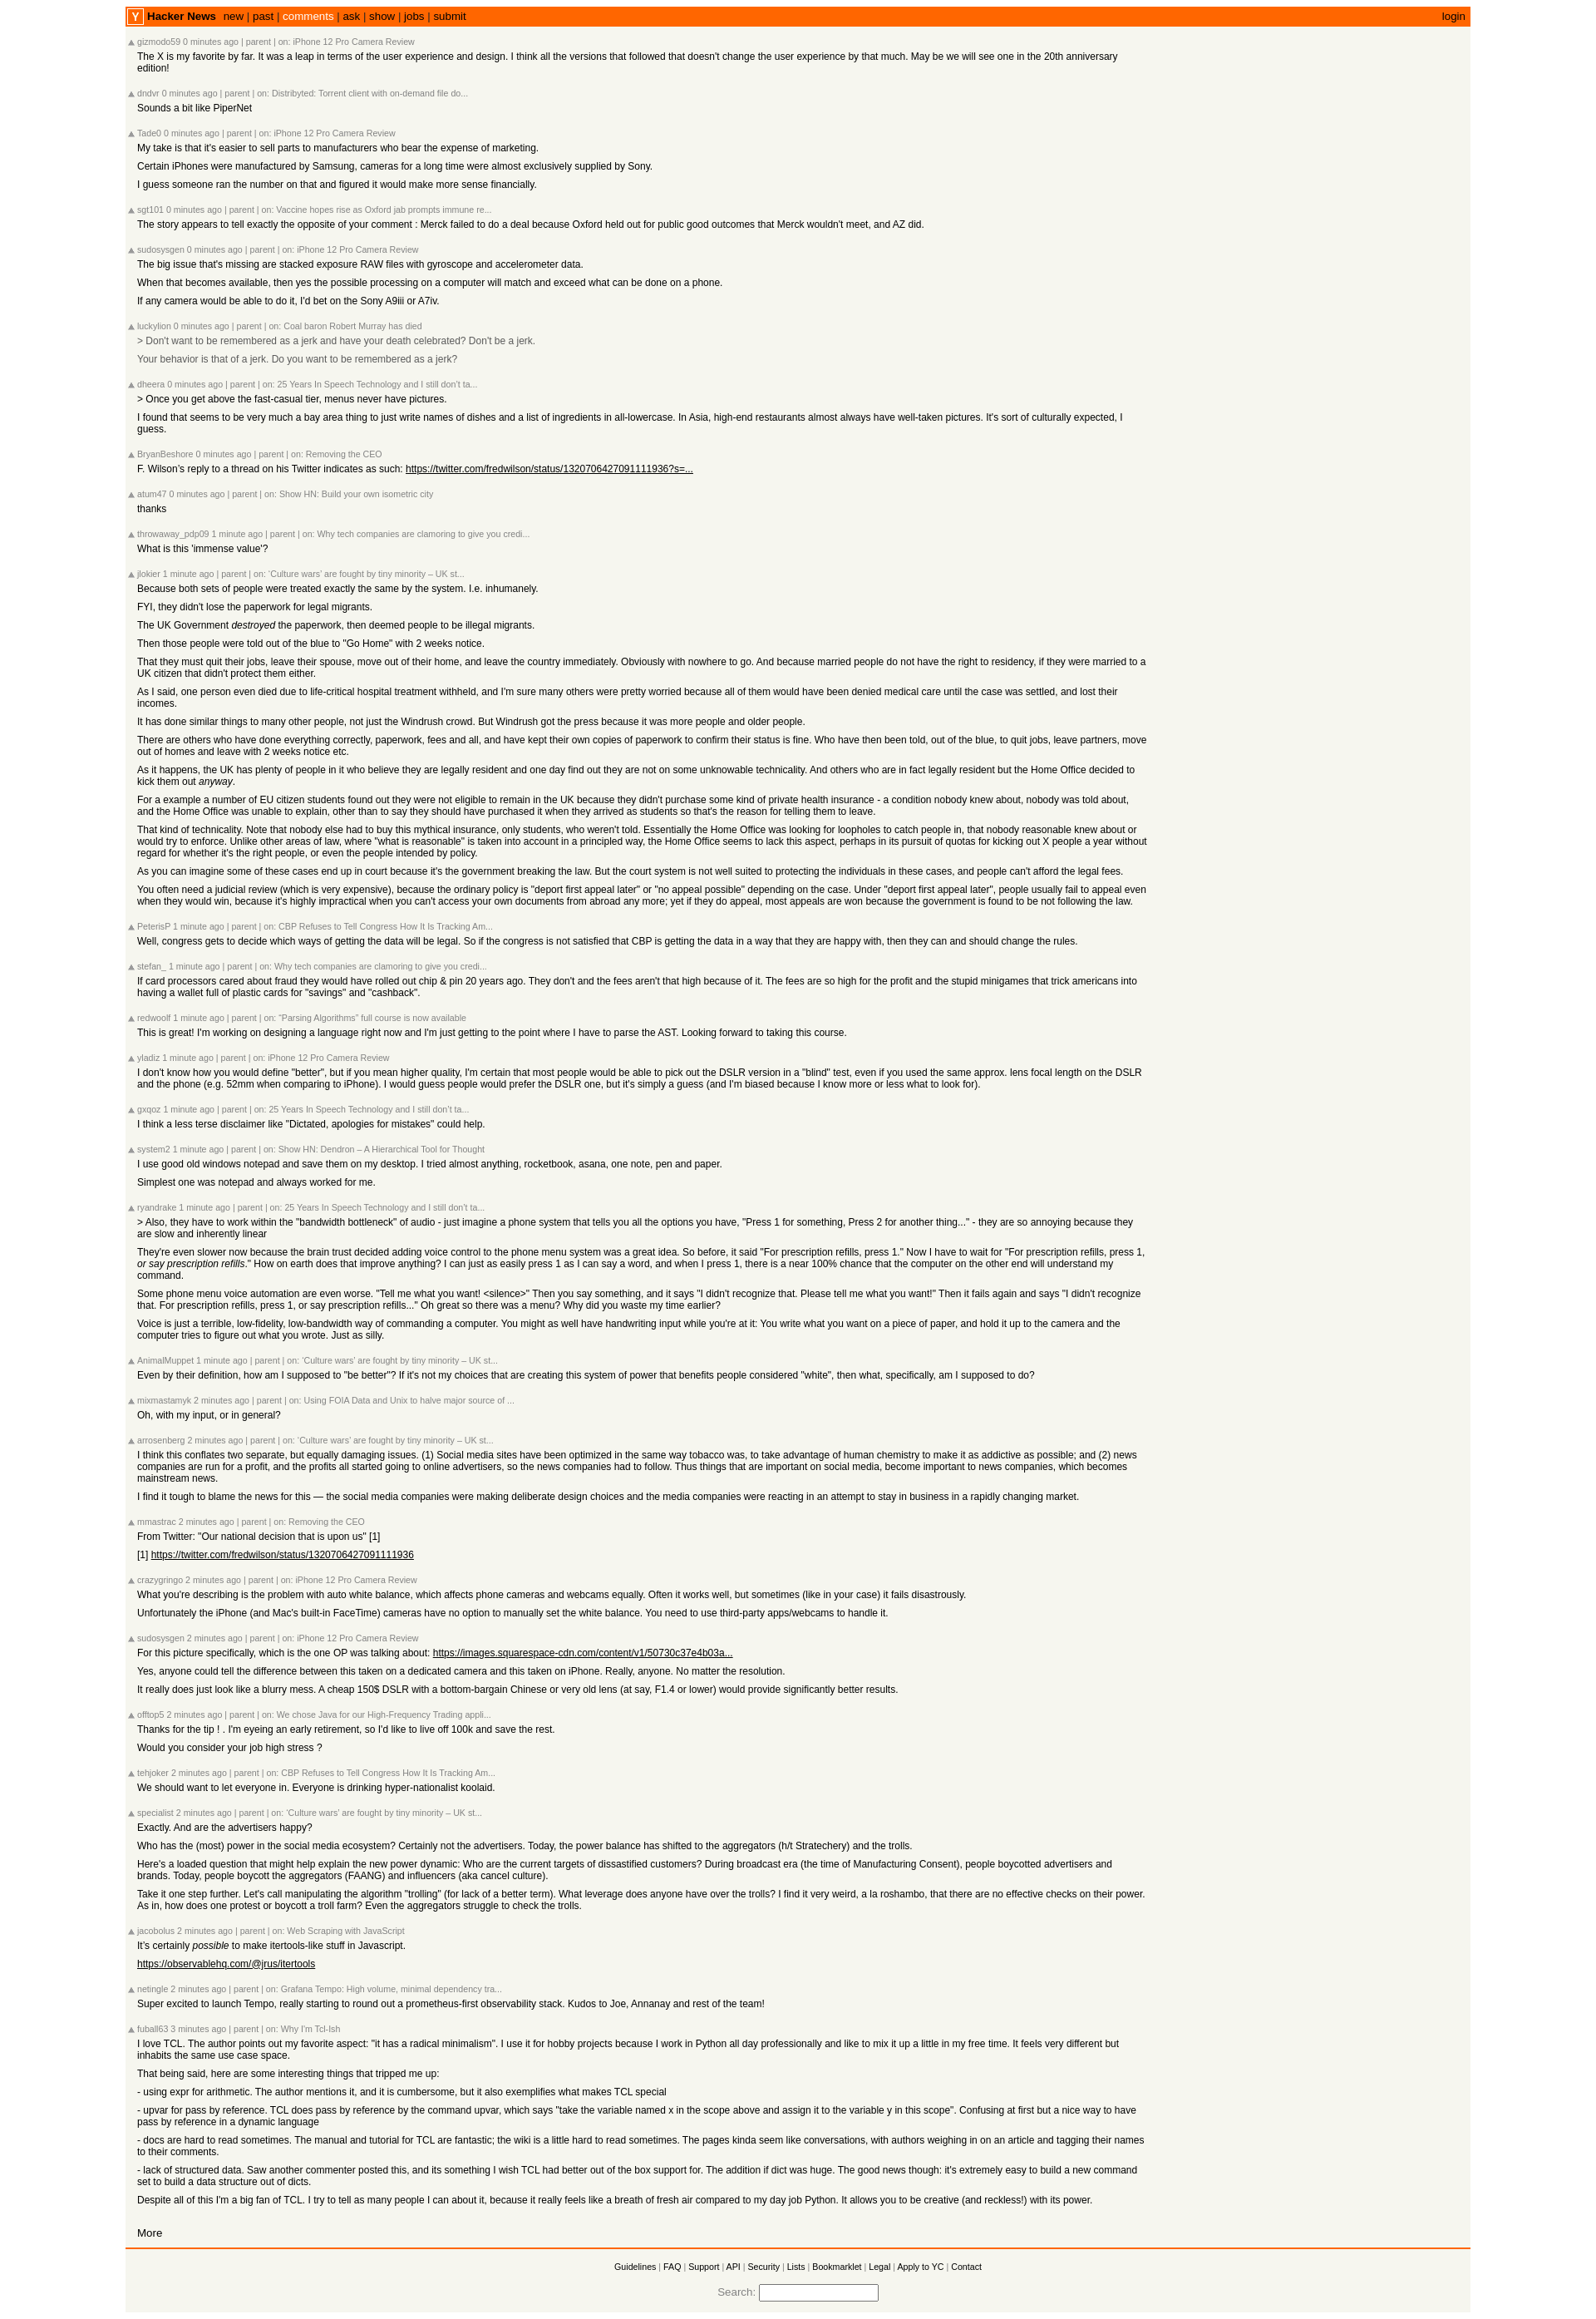 Y Hacker News new | past | comments | ask | show | jobs | submit login
gizmodo59 0 minutes ago | parent | on: iPhone 12 Pro Camera Review
The X is my favorite by far. It was a leap in terms of the user experience and design. I think all the versions that followed that doesn't change the user experience by that much. May be we will see one in the 20th anniversary
edition!
dndvr 0 minutes ago | parent | on: Distribyted: Torrent client with on-demand file do...
Sounds a bit like PiperNet
Tade0 0 minutes ago | parent | on: iPhone 12 Pro Camera Review
My take is that it's easier to sell parts to manufacturers who bear the expense of marketing.
Certain iPhones were manufactured by Samsung, cameras for a long time were almost exclusively supplied by Sony.
I guess someone ran the number on that and figured it would make more sense financially.
sgt101 0 minutes ago | parent | on: Vaccine hopes rise as Oxford jab prompts immune re...
The story appears to tell exactly the opposite of your comment : Merck failed to do a deal because Oxford held out for public good outcomes that Merck wouldn't meet, and AZ did.
sudosysgen 0 minutes ago | parent | on: iPhone 12 Pro Camera Review
The big issue that's missing are stacked exposure RAW files with gyroscope and accelerometer data.
When that becomes available, then yes the possible processing on a computer will match and exceed what can be done on a phone.
If any camera would be able to do it, I'd bet on the Sony A9iii or A7iv.
luckylion 0 minutes ago | parent | on: Coal baron Robert Murray has died
> Don't want to be remembered as a jerk and have your death celebrated? Don't be a jerk.
Your behavior is that of a jerk. Do you want to be remembered as a jerk?
dheera 0 minutes ago | parent | on: 25 Years In Speech Technology and I still don't ta...
> Once you get above the fast-casual tier, menus never have pictures.
I found that seems to be very much a bay area thing to just write names of dishes and a list of ingredients in all-lowercase. In Asia, high-end restaurants almost always have well-taken pictures. It's sort of culturally expected, I
guess.
BryanBeshore 0 minutes ago | parent | on: Removing the CEO
F. Wilson's reply to a thread on his Twitter indicates as such: https://twitter.com/fredwilson/status/1320706427091111936?s=...
atum47 0 minutes ago | parent | on: Show HN: Build your own isometric city
thanks
throwaway_pdp09 1 minute ago | parent | on: Why tech companies are clamoring to give you credi...
What is this 'immense value'?
jlokier 1 minute ago | parent | on: 'Culture wars' are fought by tiny minority – UK st...
Because both sets of people were treated exactly the same by the system. I.e. inhumanely.
FYI, they didn't lose the paperwork for legal migrants.
The UK Government destroyed the paperwork, then deemed people to be illegal migrants.
Then those people were told out of the blue to "Go Home" with 2 weeks notice.
That they must quit their jobs, leave their spouse, move out of their home, and leave the country immediately. Obviously with nowhere to go. And because married people do not have the right to residency, if they were married to a
UK citizen that didn't protect them either.
As I said, one person even died due to life-critical hospital treatment withheld, and I'm sure many others were pretty worried because all of them would have been denied medical care until the case was settled, and lost their
incomes.
It has done similar things to many other people, not just the Windrush crowd. But Windrush got the press because it was more people and older people.
There are others who have done everything correctly, paperwork, fees and all, and have kept their own copies of paperwork to confirm their status is fine. Who have then been told, out of the blue, to quit jobs, leave partners, move
out of homes and leave with 2 weeks notice etc.
As it happens, the UK has plenty of people in it who believe they are legally resident and one day find out they are not on some unknowable technicality. And others who are in fact legally resident but the Home Office decided to
kick them out anyway.
For a example a number of EU citizen students found out they were not eligible to remain in the UK because they didn't purchase some kind of private health insurance - a condition nobody knew about, nobody was told about,
and the Home Office was unable to explain, other than to say they should have purchased it when they arrived as students so that's the reason for telling them to leave.
That kind of technicality. Note that nobody else had to buy this mythical insurance, only students, who weren't told. Essentially the Home Office was looking for loopholes to catch people in, that nobody reasonable knew about or
would try to enforce. Unlike other areas of law, where "what is reasonable" is taken into account in a principled way, the Home Office seems to lack this aspect, perhaps in its pursuit of quotas for kicking out X people a year without
regard for whether it's the right people, or even the people intended by policy.
As you can imagine some of these cases end up in court because it's the government breaking the law. But the court system is not well suited to protecting the individuals in these cases, and people can't afford the legal fees.
You often need a judicial review (which is very expensive), because the ordinary policy is "deport first appeal later" or "no appeal possible" depending on the case. Under "deport first appeal later", people usually fail to appeal even
when they would win, because it's highly impractical when you can't access your own documents from abroad any more; yet if they do appeal, most appeals are won because the government is found to be not following the law.
PeterisP 1 minute ago | parent | on: CBP Refuses to Tell Congress How It Is Tracking Am...
Well, congress gets to decide which ways of getting the data will be legal. So if the congress is not satisfied that CBP is getting the data in a way that they are happy with, then they can and should change the rules.
stefan_ 1 minute ago | parent | on: Why tech companies are clamoring to give you credi...
If card processors cared about fraud they would have rolled out chip & pin 20 years ago. They don't and the fees aren't that high because of it. The fees are so high for the profit and the stupid minigames that trick americans into
having a wallet full of plastic cards for "savings" and "cashback".
redwoolf 1 minute ago | parent | on: "Parsing Algorithms" full course is now available
This is great! I'm working on designing a language right now and I'm just getting to the point where I have to parse the AST. Looking forward to taking this course.
yladiz 1 minute ago | parent | on: iPhone 12 Pro Camera Review
I don't know how you would define "better", but if you mean higher quality, I'm certain that most people would be able to pick out the DSLR version in a "blind" test, even if you used the same approx. lens focal length on the DSLR
and the phone (e.g. 52mm when comparing to iPhone). I would guess people would prefer the DSLR one, but it's simply a guess (and I'm biased because I know more or less what to look for).
gxqoz 1 minute ago | parent | on: 25 Years In Speech Technology and I still don't ta...
I think a less terse disclaimer like "Dictated, apologies for mistakes" could help.
system2 1 minute ago | parent | on: Show HN: Dendron – A Hierarchical Tool for Thought
I use good old windows notepad and save them on my desktop. I tried almost anything, rocketbook, asana, one note, pen and paper.
Simplest one was notepad and always worked for me.
ryandrake 1 minute ago | parent | on: 25 Years In Speech Technology and I still don't ta...
> Also, they have to work within the "bandwidth bottleneck" of audio - just imagine a phone system that tells you all the options you have, "Press 1 for something, Press 2 for another thing..." - they are so annoying because they
are slow and inherently linear
They're even slower now because the brain trust decided adding voice control to the phone menu system was a great idea. So before, it said "For prescription refills, press 1." Now I have to wait for "For prescription refills, press 1,
or say prescription refills." How on earth does that improve anything? I can just as easily press 1 as I can say a word, and when I press 1, there is a near 100% chance that the computer on the other end will understand my
command.
Some phone menu voice automation are even worse. "Tell me what you want! <silence>" Then you say something, and it says "I didn't recognize that. Please tell me what you want!" Then it fails again and says "I didn't recognize
that. For prescription refills, press 1, or say prescription refills..." Oh great so there was a menu? Why did you waste my time earlier?
Voice is just a terrible, low-fidelity, low-bandwidth way of commanding a computer. You might as well have handwriting input while you're at it: You write what you want on a piece of paper, and hold it up to the camera and the
computer tries to figure out what you wrote. Just as silly.
AnimalMuppet 1 minute ago | parent | on: 'Culture wars' are fought by tiny minority – UK st...
Even by their definition, how am I supposed to "be better"? If it's not my choices that are creating this system of power that benefits people considered "white", then what, specifically, am I supposed to do?
mixmastamyk 2 minutes ago | parent | on: Using FOIA Data and Unix to halve major source of ...
Oh, with my input, or in general?
arrosenberg 2 minutes ago | parent | on: 'Culture wars' are fought by tiny minority – UK st...
I think this conflates two separate, but equally damaging issues. (1) Social media sites have been optimized in the same way tobacco was, to take advantage of human chemistry to make it as addictive as possible; and (2) news
companies are run for a profit, and the profits all started going to online advertisers, so the news companies had to follow. Thus things that are important on social media, become important to news companies, which becomes
mainstream news.
I find it tough to blame the news for this — the social media companies were making deliberate design choices and the media companies were reacting in an attempt to stay in business in a rapidly changing market.
mmastrac 2 minutes ago | parent | on: Removing the CEO
From Twitter: "Our national decision that is upon us" [1]
[1] https://twitter.com/fredwilson/status/1320706427091111936
crazygringo 2 minutes ago | parent | on: iPhone 12 Pro Camera Review
What you're describing is the problem with auto white balance, which affects phone cameras and webcams equally. Often it works well, but sometimes (like in your case) it fails disastrously.
Unfortunately the iPhone (and Mac's built-in FaceTime) cameras have no option to manually set the white balance. You need to use third-party apps/webcams to handle it.
sudosysgen 2 minutes ago | parent | on: iPhone 12 Pro Camera Review
For this picture specifically, which is the one OP was talking about: https://images.squarespace-cdn.com/content/v1/50730c37e4b03a...
Yes, anyone could tell the difference between this taken on a dedicated camera and this taken on iPhone. Really, anyone. No matter the resolution.
It really does just look like a blurry mess. A cheap 150$ DSLR with a bottom-bargain Chinese or very old lens (at say, F1.4 or lower) would provide significantly better results.
offtop5 2 minutes ago | parent | on: We chose Java for our High-Frequency Trading appli...
Thanks for the tip ! . I'm eyeing an early retirement, so I'd like to live off 100k and save the rest.
Would you consider your job high stress ?
tehjoker 2 minutes ago | parent | on: CBP Refuses to Tell Congress How It Is Tracking Am...
We should want to let everyone in. Everyone is drinking hyper-nationalist koolaid.
specialist 2 minutes ago | parent | on: 'Culture wars' are fought by tiny minority – UK st...
Exactly. And are the advertisers happy?
Who has the (most) power in the social media ecosystem? Certainly not the advertisers. Today, the power balance has shifted to the aggregators (h/t Stratechery) and the trolls.
Here's a loaded question that might help explain the new power dynamic: Who are the current targets of dissastified customers? During broadcast era (the time of Manufacturing Consent), people boycotted advertisers and
brands. Today, people boycott the aggregators (FAANG) and influencers (aka cancel culture).
Take it one step further. Let's call manipulating the algorithm "trolling" (for lack of a better term). What leverage does anyone have over the trolls? I find it very weird, a la roshambo, that there are no effective checks on their power.
As in, how does one protest or boycott a troll farm? Even the aggregators struggle to check the trolls.
jacobolus 2 minutes ago | parent | on: Web Scraping with JavaScript
It's certainly possible to make itertools-like stuff in Javascript.
https://observablehq.com/@jrus/itertools
netingle 2 minutes ago | parent | on: Grafana Tempo: High volume, minimal dependency tra...
Super excited to launch Tempo, really starting to round out a prometheus-first observability stack. Kudos to Joe, Annanay and rest of the team!
fuball63 3 minutes ago | parent | on: Why I'm Tcl-Ish
I love TCL. The author points out my favorite aspect: "it has a radical minimalism". I use it for hobby projects because I work in Python all day professionally and like to mix it up a little in my free time. It feels very different but
inhabits the same use case space.
That being said, here are some interesting things that tripped me up:
- using expr for arithmetic. The author mentions it, and it is cumbersome, but it also exemplifies what makes TCL special
- upvar for pass by reference. TCL does pass by reference by the command upvar, which says "take the variable named x in the scope above and assign it to the variable y in this scope". Confusing at first but a nice way to have
pass by reference in a dynamic language
- docs are hard to read sometimes. The manual and tutorial for TCL are fantastic; the wiki is a little hard to read sometimes. The pages kinda seem like conversations, with authors weighing in on an article and tagging their names
to their comments.
- lack of structured data. Saw another commenter posted this, and its something I wish TCL had better out of the box support for. The addition if dict was huge. The good news though: it's extremely easy to build a new command
set to build a data structure out of dicts.
Despite all of this I'm a big fan of TCL. I try to tell as many people I can about it, because it really feels like a breath of fresh air compared to my day job Python. It allows you to be creative (and reckless!) with its power.
More
Guidelines | FAQ | Support | API | Security | Lists | Bookmarklet | Legal | Apply to YC | Contact
Search: